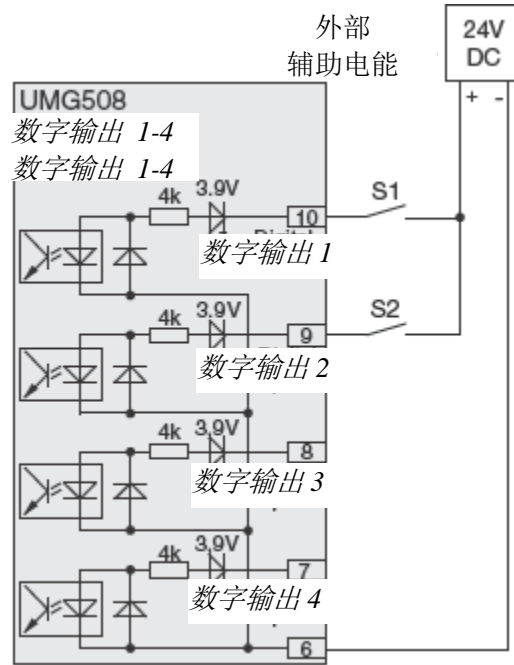 外部
辅助电能
24V
DC
+ -
UMG508
数字输出 1-4
数字输出 1-4
4k 3.9V
10
S1
数字输出 1
4k 3.9V
9
S2
数字输出 2
4k 3.9V
8
数字输出 3
4k 3.9V
7
数字输出 4
6